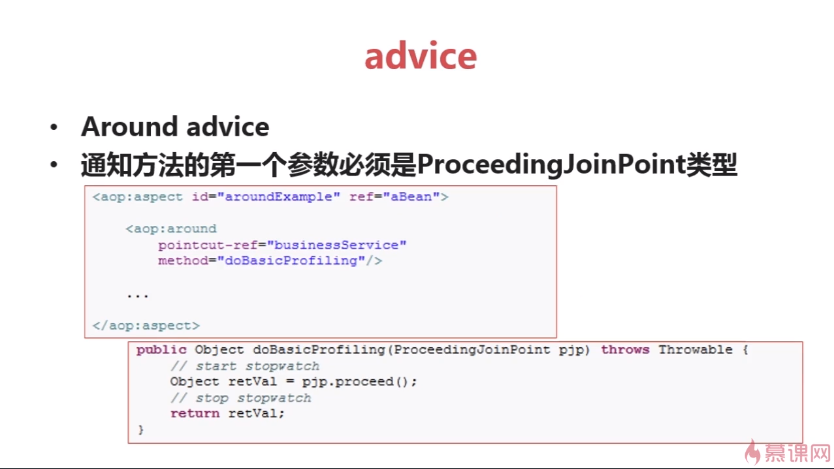 advice
• Around advice
• 通知方法的第一个参数必须是ProceedingJoinPoint类型
<aop:aspect id="aroundExample" ref="aBean">
<aop:around
pointcut-ref="businessService"
method="doBasicProfiling"/>
...
</aop:aspect>
public Object doBasicProfiling(ProceedingJoinPoint pjp) throws Throwable {
// start stopwatch
Object retVal = pjp.proceed();
// stop stopwatch
return retVal;
}
慕课网